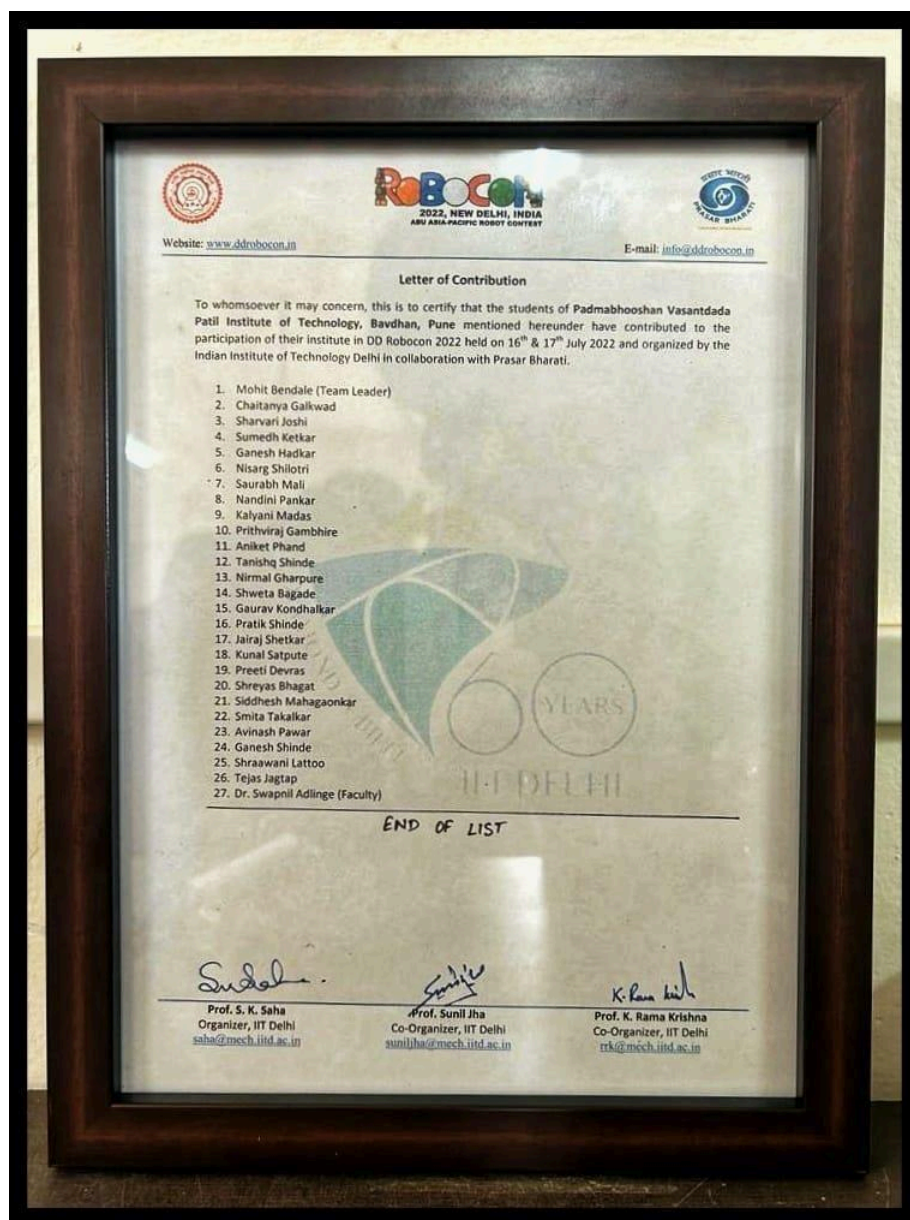 ROBOCON
2022, NEW DELHI, INDIA
ABU ASIA-PACIFIC ROBOT CONTEST
PRASAR BHARATI
Website: www.ddrobocon.in
E-mail: info@ddrobocon.in
Letter of Contribution
To whomsoever it may concern, this is to certify that the students of Padmabhooshan Vasantdada
Patil Institute of Technology, Bavdhan, Pune mentioned hereunder have contributed to the
participation of their institute in DD Robocon 2022 held on 16th & 17th July 2022 and organized by the
Indian Institute of Technology Delhi in collaboration with Prasar Bharati.
1. Mohit Bendale (Team Leader)
2. Chaitanya Gaikwad
3. Sharvari Joshi
4. Sumedh Ketkar
5. Ganesh Hadkar
6. Nisarg Shilotri
7. Saurabh Mali
8. Nandini Pankar
9. Kalyani Madas
10. Prithviraj Gambhire
11. Aniket Phand
12. Tanishq Shinde
13. Nirmal Gharpure
14. Shweta Bagade
15. Gaurav Kondhalkar
16. Pratik Shinde
17. Jairaj Shetkar
18. Kunal Satpute
19. Preeti Devras
20. Shreyas Bhagat
21. Siddhesh Mahagaonkar
22. Smita Takalkar
23. Avinash Pawar
24. Ganesh Shinde
25. Shraawani Lattoo
26. Tejas Jagtap
27. Dr. Swapnil Adlinge (Faculty)
60 YEARS
IIT DELHI
END OF LIST
Prof. S. K. Saha
Organizer, IIT Delhi
saha@mech.iitd.ac.in
Prof. Sunil Jha
Co-Organizer, IIT Delhi
suniljha@mech.iitd.ac.in
K. Rama
Prof. K. Rama Krishna
Co-Organizer, IIT Delhi
rrk@mech.iitd.ac.in